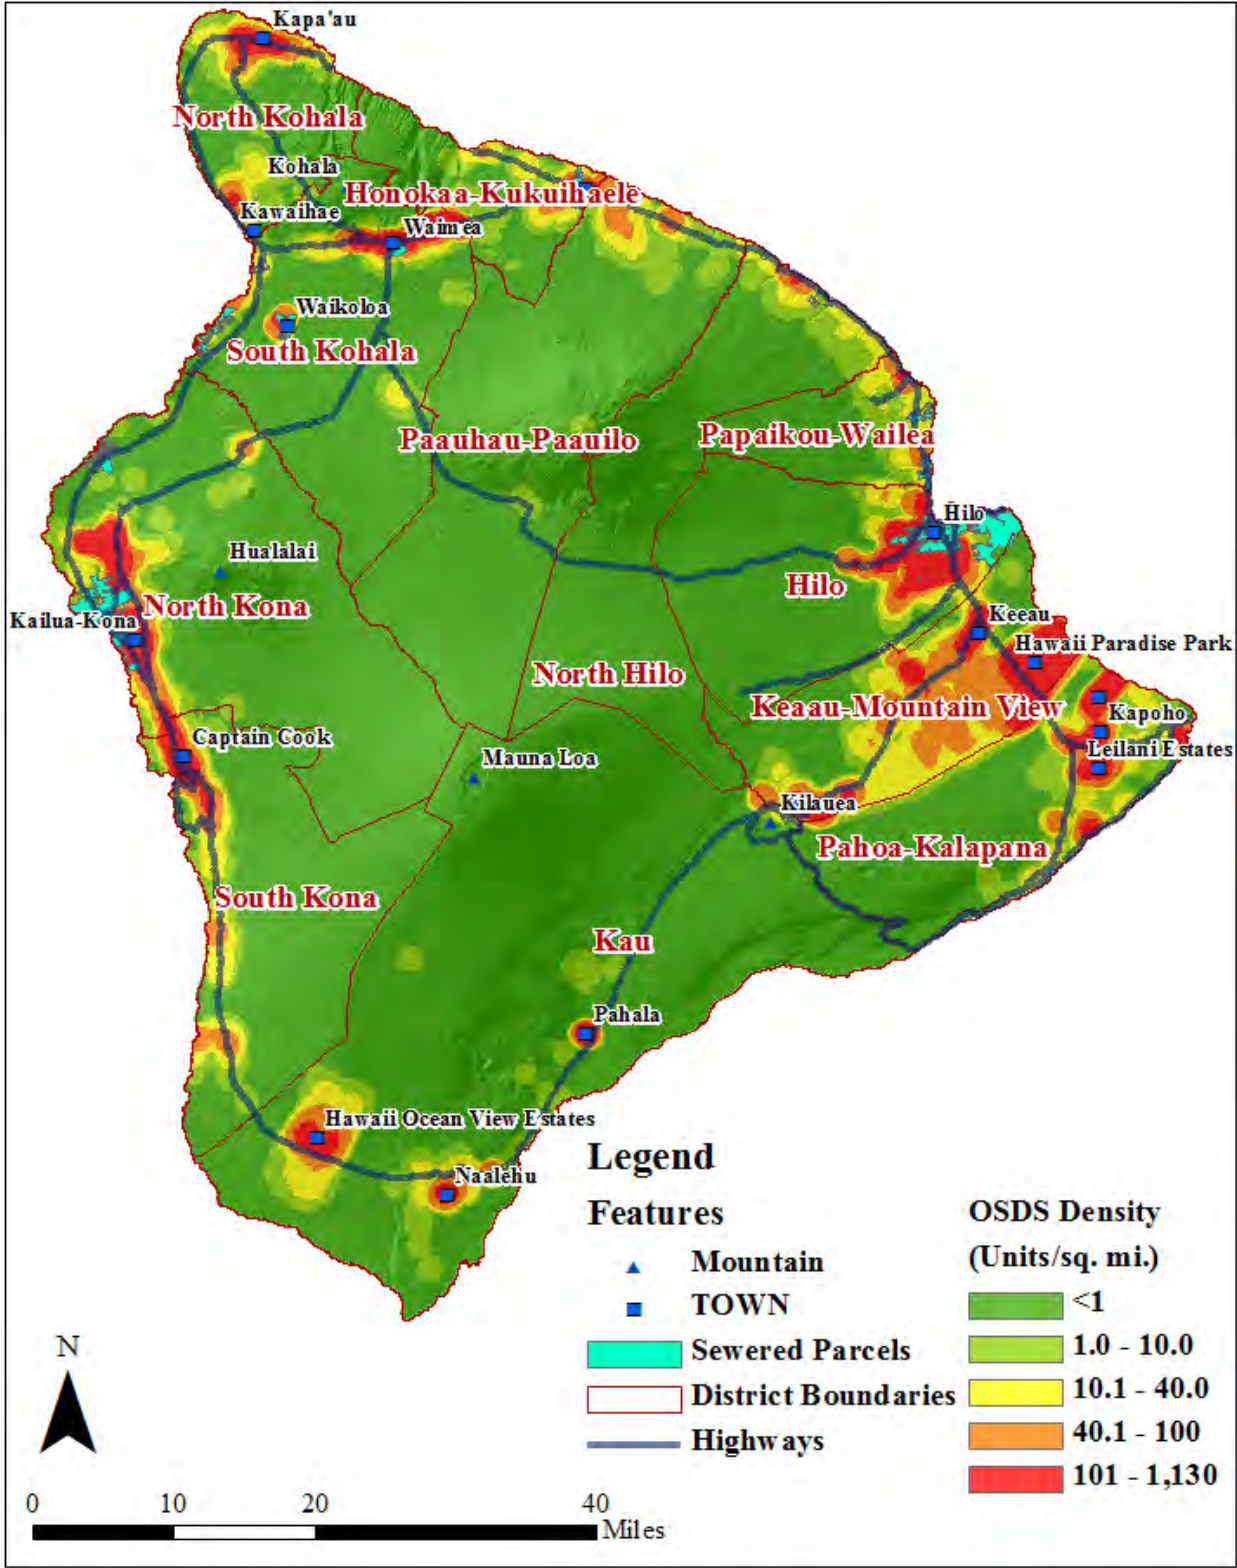 Kapa'au
North Kohala
Kohala
Honokaa-Kukuihaele
Kawaihae
Waimea
Waikoloa
South Kohala
Paauhau-Paauilo
Papaikou-Wailea
Hilo
Hualalai
Hilo
North Kona
Keeau
Kailua-Kona
Hawaii Paradise Park
North Hilo
Keaau-Mountain View
Kapoho
Captain Cook
Leilani Estates
Mauna Loa
Kilauea
Pahoa-Kalapana
South Kona
Kau
Pahala
Hawaii Ocean View Estates
Naalehu
Legend
Features
Mountain
TOWN
Sewered Parcels
District Boundaries
Highways
OSDS Density
(Units/sq. mi.)
<1
1.0 - 10.0
10.1 - 40.0
40.1 - 100
101 - 1,130
N
0 10 20 40
Miles